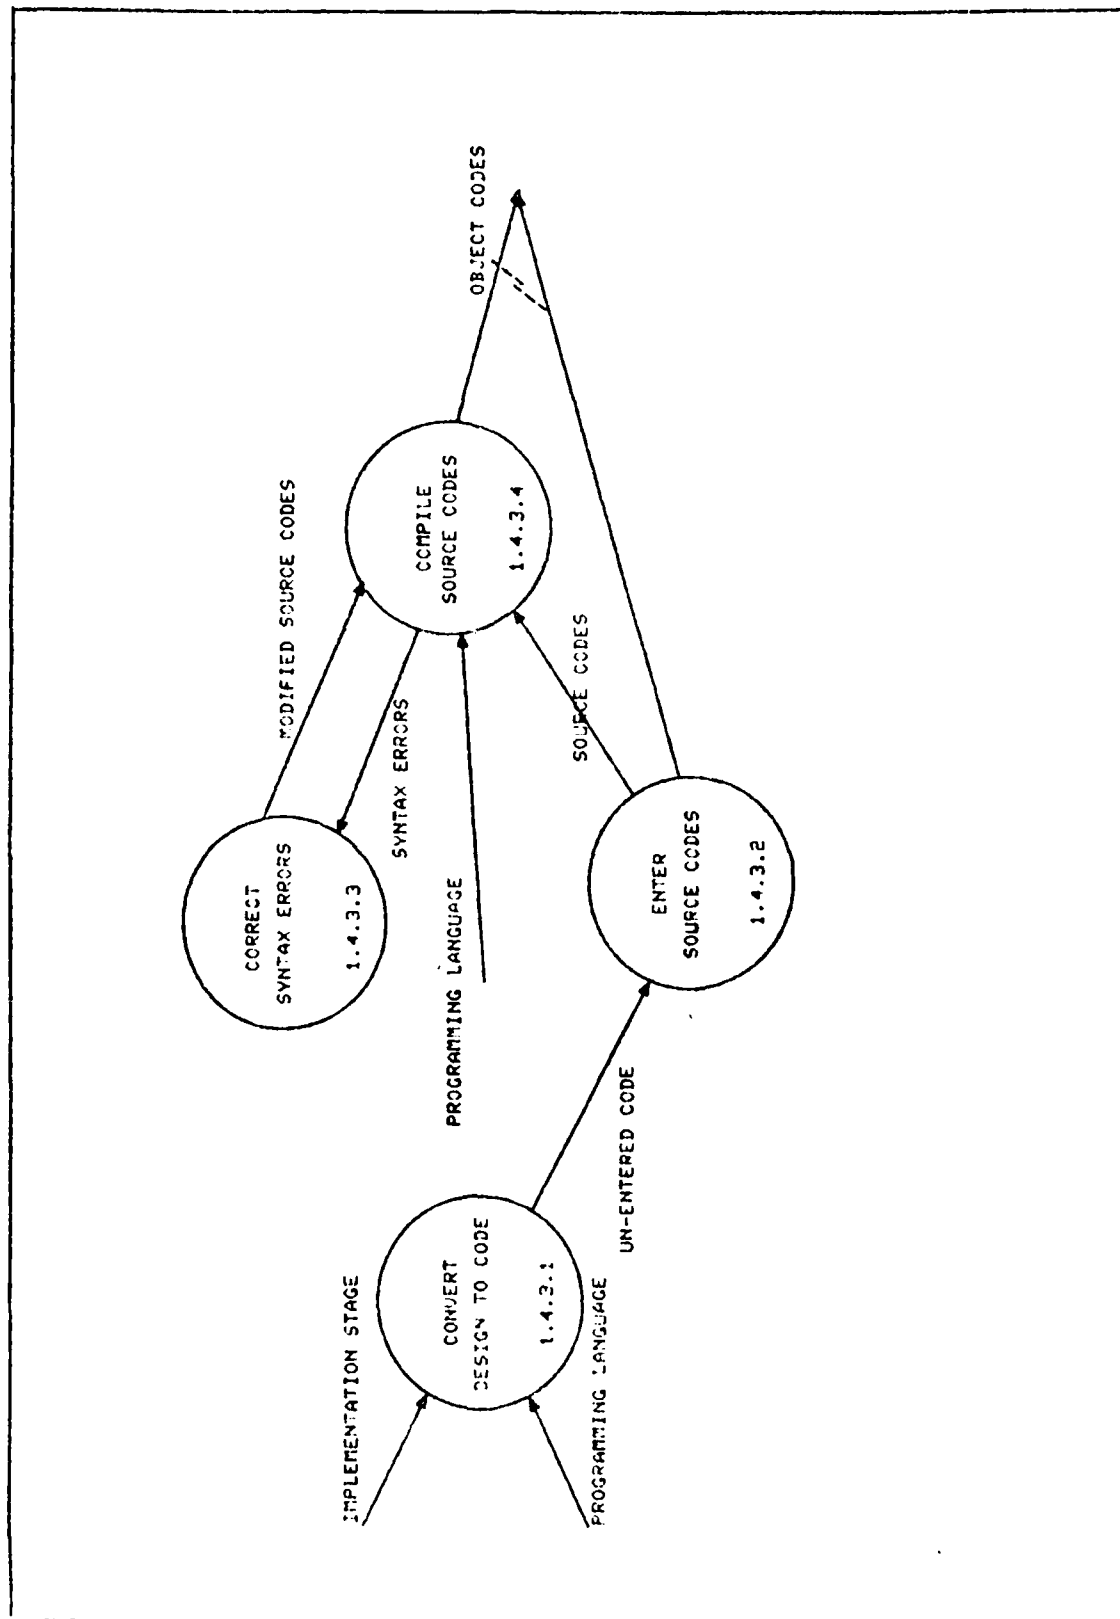 IMPLEMENTATION STAGE
PROGRAMMING LANGUAGE
CONVERT
DESIGN TO CODE
1.4.3.1
UN-ENTERED CODE
ENTER
SOURCE CODES
1.4.3.2
SOURCE CODES
PROGRAMMING LANGUAGE
CORRECT
SYNTAX ERRORS
1.4.3.3
SYNTAX ERRORS
MODIFIED SOURCE CODES
COMPILE
SOURCE CODES
1.4.3.4
OBJECT CODES